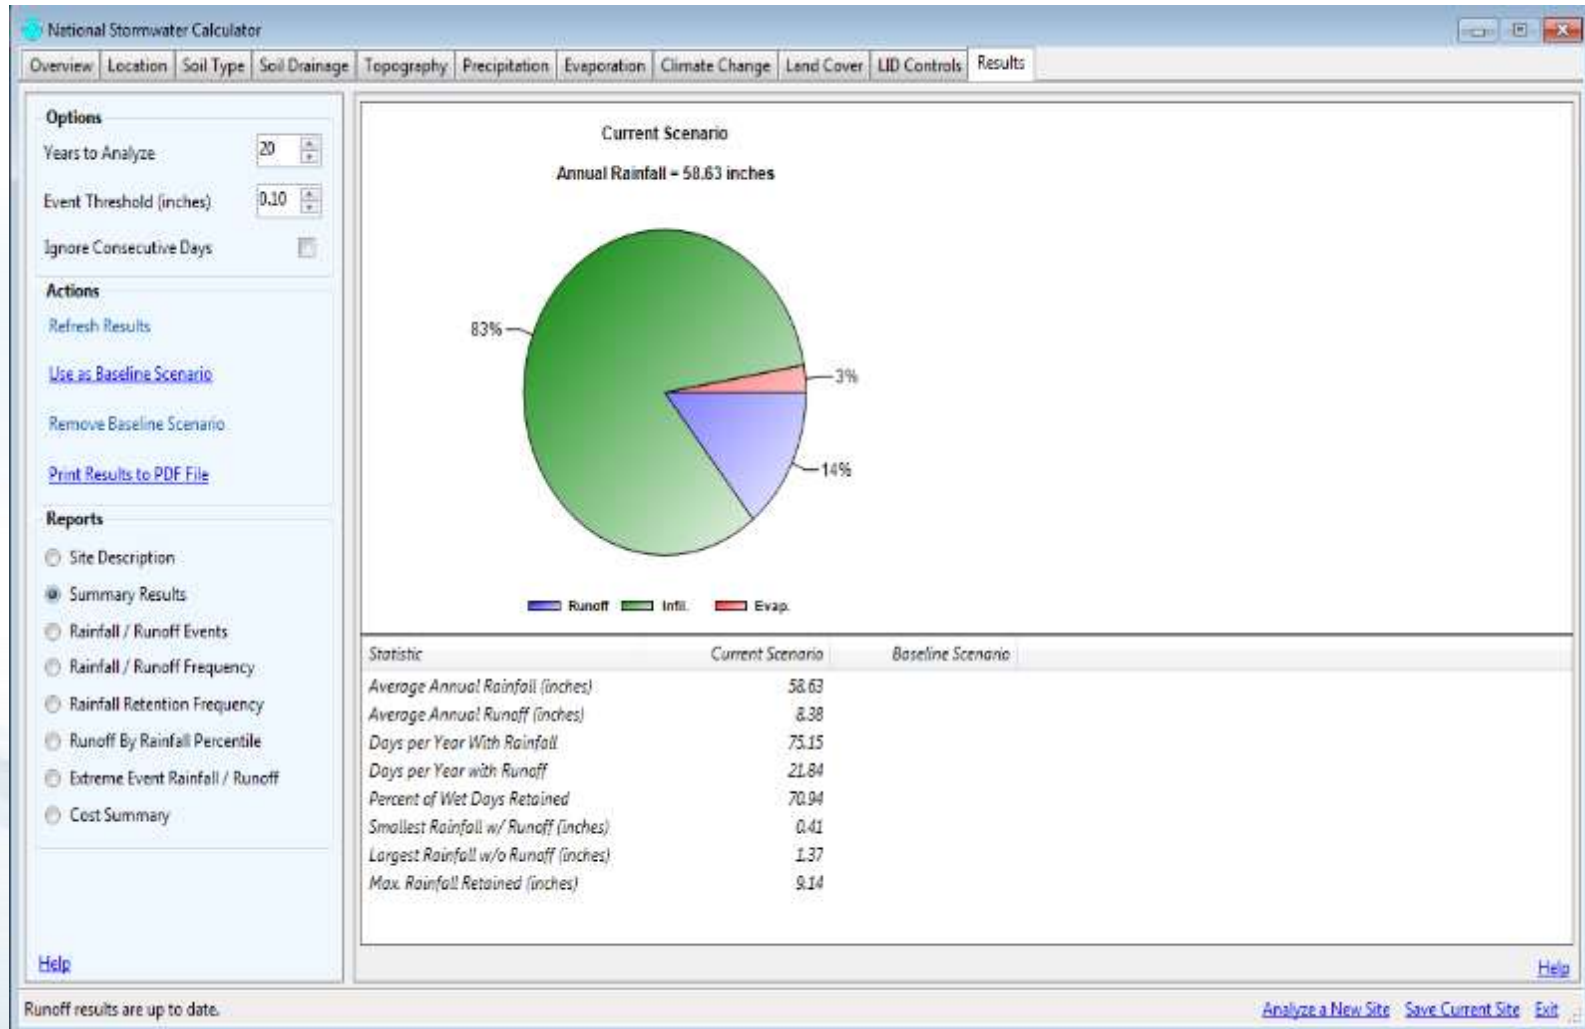 National Stormwater Calculator
Overview Location Soil Type Soil Drainage Topography Precipitation Evaporation Climate Change Land Cover LID Controls Results
Options
Years to Analyze 20
Event Threshold (inches) 0.10
Ignore Consecutive Days
Actions
Refresh Results
Use as Baseline Scenario
Remove Baseline Scenario
Print Results to PDF File
Reports
Site Description
Summary Results
Rainfall / Runoff Events
Rainfall / Runoff Frequency
Rainfall Retention Frequency
Runoff By Rainfall Percentile
Extreme Event Rainfall / Runoff
Cost Summary
Help
Current Scenario
Annual Rainfall = 58.63 inches
83%
3%
14%
Runoff Infil. Evap.
Statistic Current Scenario Baseline Scenario
Average Annual Rainfall (inches) 58.63
Average Annual Runoff (inches) 8.38
Days per Year With Rainfall 75.15
Days per Year with Runoff 21.84
Percent of Wet Days Retained 70.94
Smallest Rainfall w/ Runoff (inches) 0.41
Largest Rainfall w/o Runoff (inches) 1.37
Max. Rainfall Retained (inches) 9.14
Help
Runoff results are up to date. Analyze a New Site Save Current Site Exit